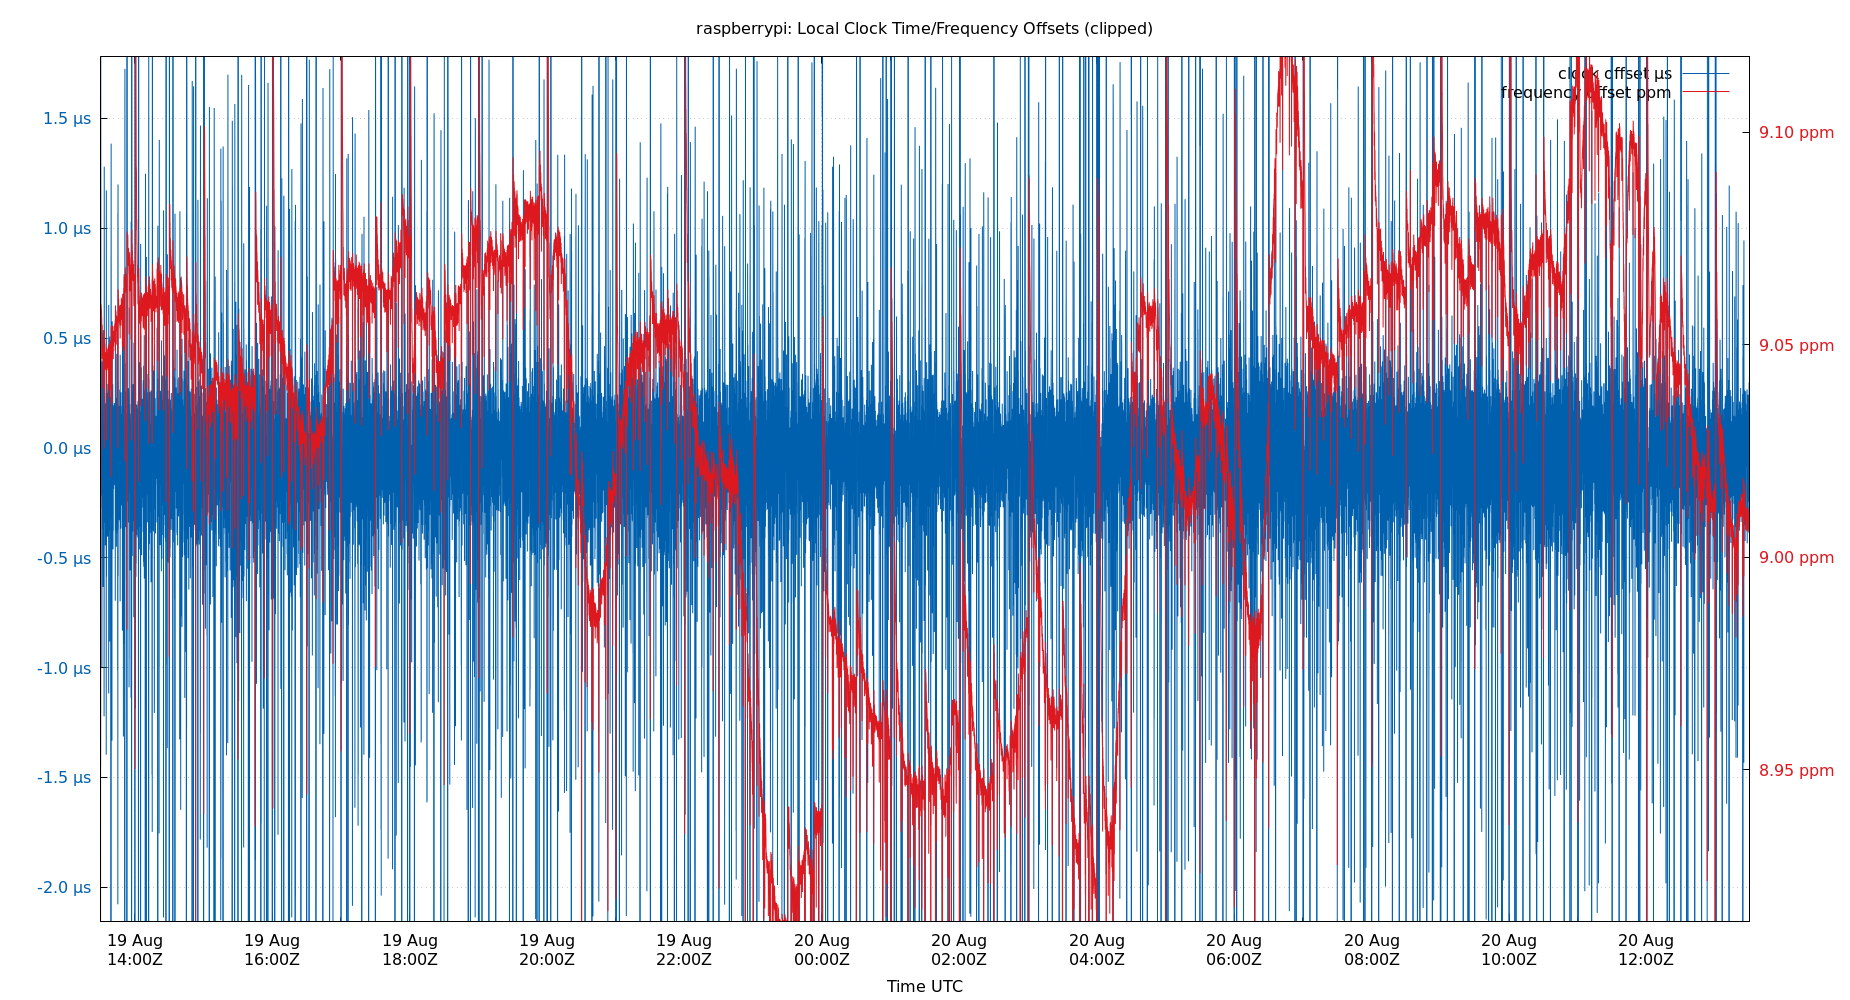 raspberrypi: Local Clock Time/Frequency Offsets (clipped)
clock offset µs
frequency offset ppm
1.5 µs
1.0 µs
0.5 µs
0.0 µs
-0.5 µs
-1.0 µs
-1.5 µs
-2.0 µs
9.10 ppm
9.05 ppm
9.00 ppm
8.95 ppm
19 Aug 19 Aug 19 Aug 19 Aug 19 Aug 20 Aug 20 Aug 20 Aug 20 Aug 20 Aug 20 Aug 20 Aug
14:00Z 16:00Z 18:00Z 20:00Z 22:00Z 00:00Z 02:00Z 04:00Z 06:00Z 08:00Z 10:00Z 12:00Z
Time UTC